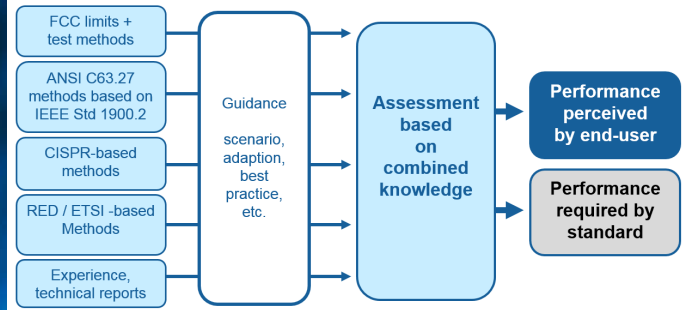 FCC limits +
test methods
ANSI C63.27
methods based on
IEEE Std 1900.2
CISPR-based
methods
RED / ETSI -based
Methods
Experience,
technical reports
Guidance
scenario,
adaption,
best
practice,
etc.
Assessment
based
on
combined
knowledge
Performance
perceived
by end-user
Performance
required by
standard